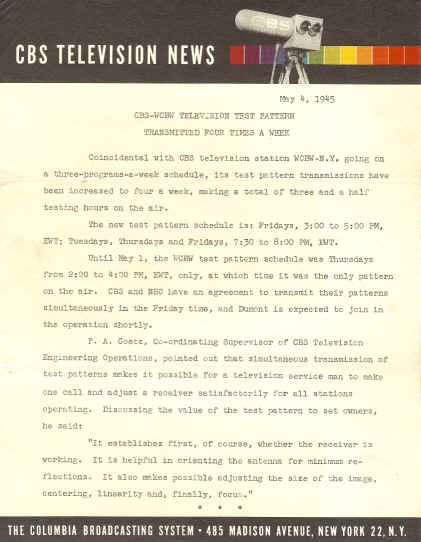 CBS
CBS TELEVISION NEWS
May 4, 1945
CBS-WCBW TELEVISION TEST PATTERN
TRANSMITTED FOUR TIMES A WEEK
Coincidental with CBS television station WCBW-N.Y. going on
a three-programs-a-week schedule, its test pattern transmissions have
been increased to four a week, making a total of three and a half
testing hours on the air.
The new test pattern schedule is: Fridays, 3:00 to 5:00 PM,
EWT; Tuesdays, Thursdays and Fridays, 7:30 to 8:00 PM, EWT.
Until May 1, the WCBW test pattern schedule was Thursdays
from 2:00 to 4:00 PM, EWT, only, at which time it was the only pattern
on the air. CBS and NBC have an agreement to transmit their patterns
simultaneously in the Friday time, and Dumont is expected to join in
the operation shortly.
P. A. Goetz, Co-ordinating Supervisor of CBS Television
Engineering Operations, pointed out that simultaneous transmission of
test patterns makes it possible for a television service man to make
one call and adjust a receiver satisfactorily for all stations
operating. Discussing the value of the test pattern to set owners,
he said:
"It establishes first, of course, whether the receiver is
working. It is helpful in orienting the antenna for minimum re-
flections. It also makes possible adjusting the size of the image,
centering, linearity and, finally, focus."
* * *
THE COLUMBIA BROADCASTING SYSTEM • 485 MADISON AVENUE, NEW YORK 22, N.Y.